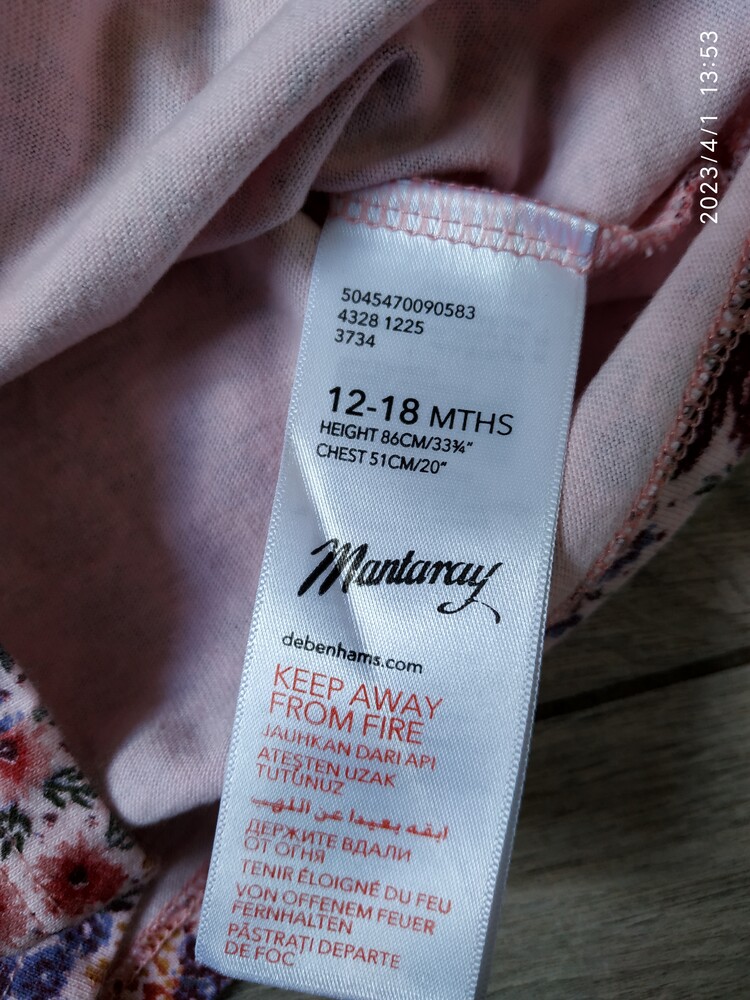 2023/4/1 13:53
5045470090583
4328 1225
3734
12-18 MTHS
HEIGHT 86CM/33¾"
CHEST 51CM/20"
Mantaray
debenhams.com
KEEP AWAY
FROM FIRE
JAUHKAN DARI API
ATEŞTEN UZAK
TUTUNUZ
ابقه بعيدا عن اللهب
ДЕРЖИТЕ ВДАЛИ
ОТ ОГНЯ
TENIR ÉLOIGNÉ DU FEU
VON OFFENEM FEUER
FERNHALTEN
PĂSTRAȚI DEPARTE
DE FOC